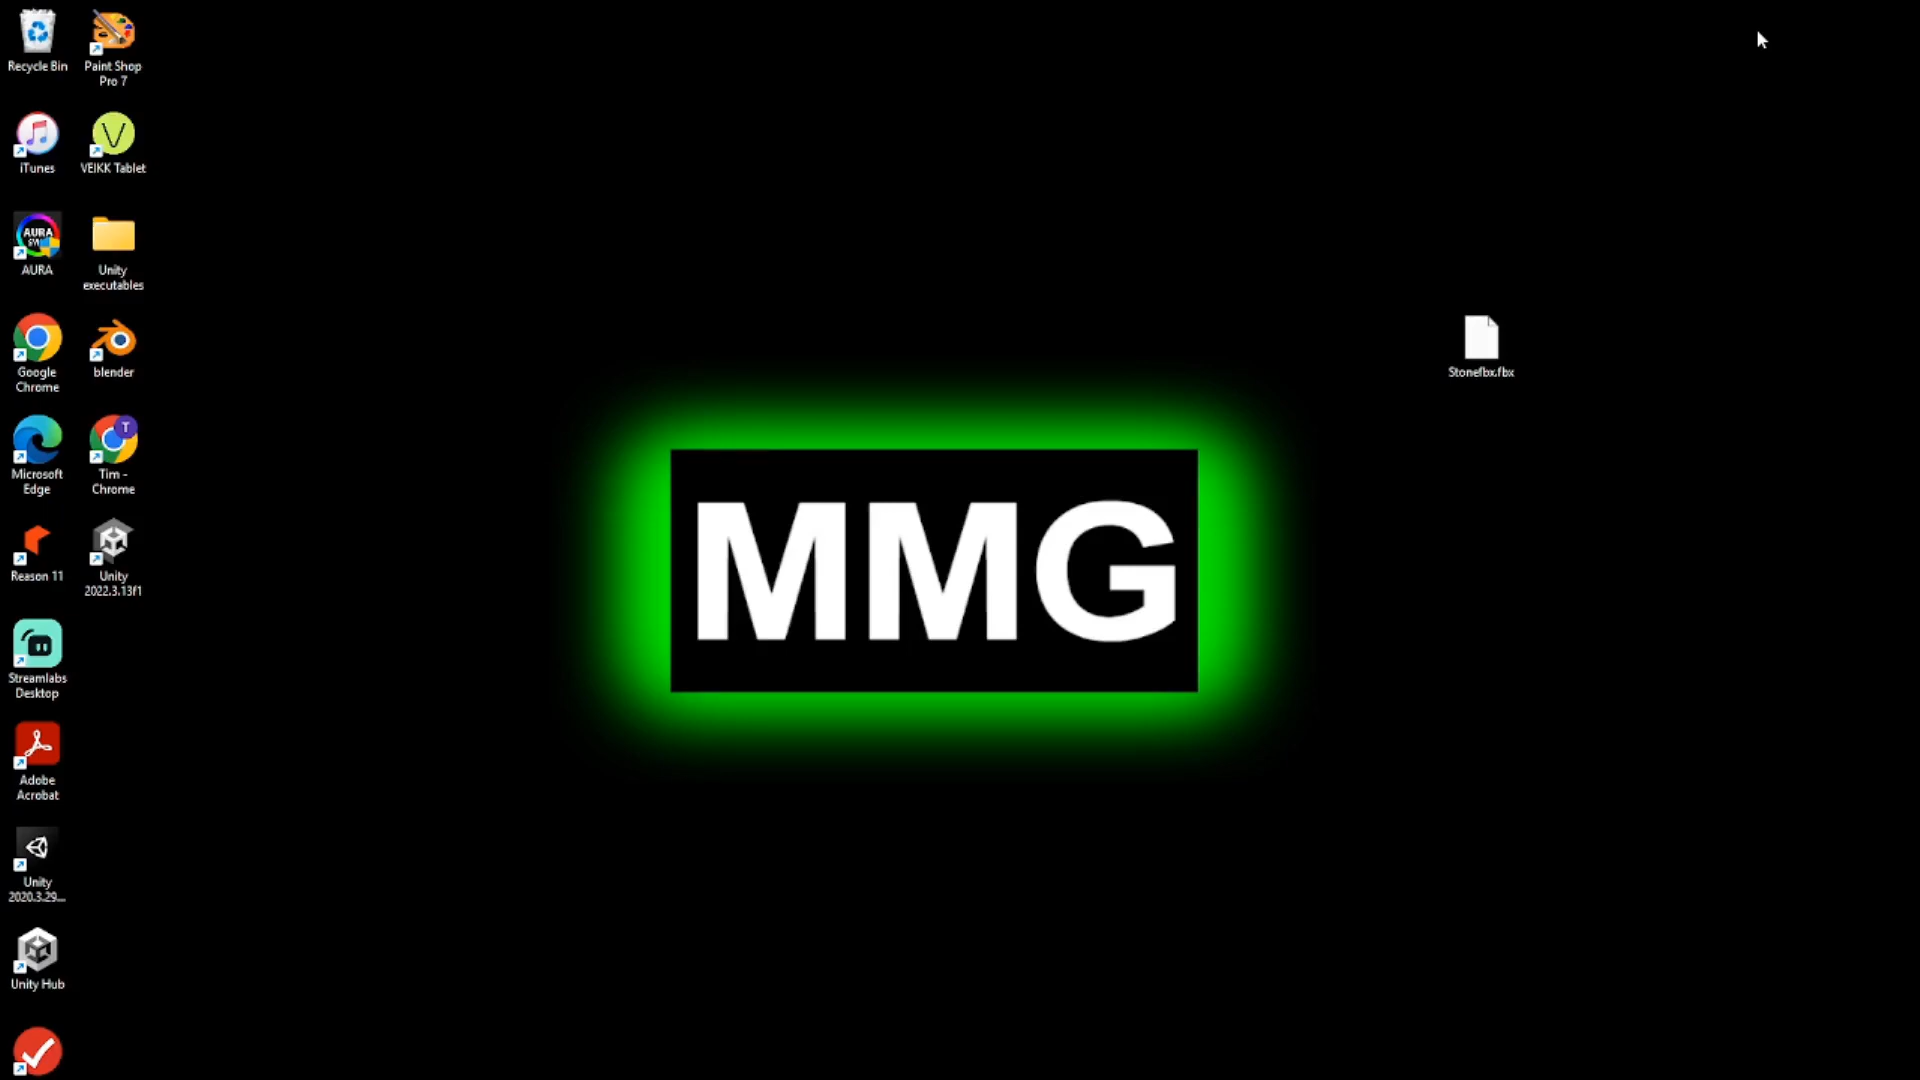 Recycle Bin
Paint Shop
Pro 7
iTunes
V
VEIKK Tablet
AURA
AURA
Unity
executables
Google
Chrome
blender
Microsoft
Edge
T
Tim -
Chrome
Reason 11
Unity
2022.3.13f1
Streamlabs
Desktop
Adobe
Acrobat
Unity
2020.3.29...
Unity Hub
Stonefbx.fbx
MMG